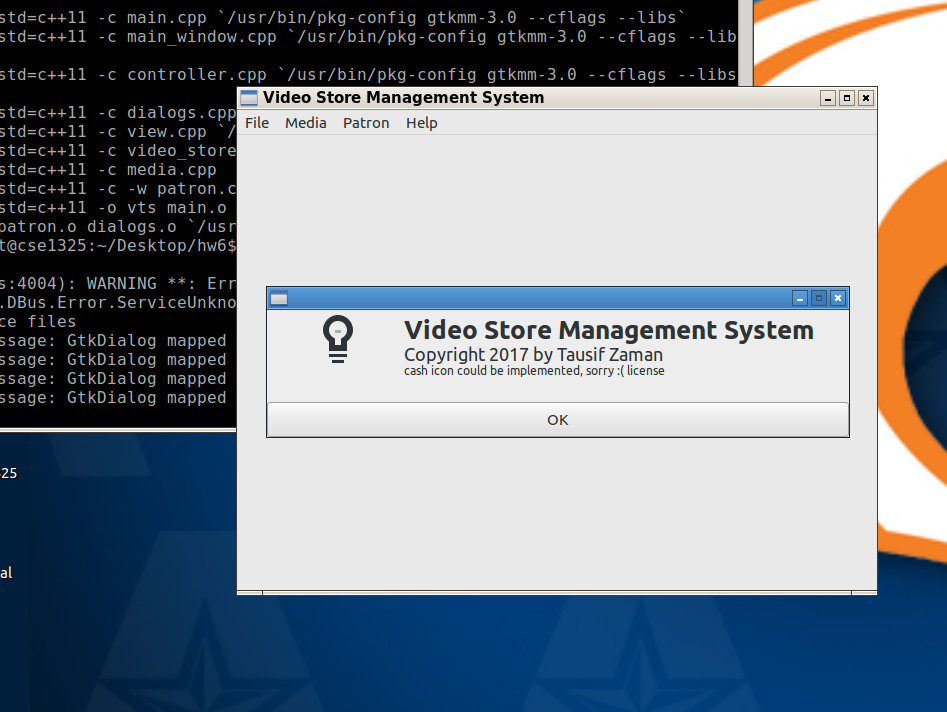 std=c++11 -c main.cpp `/usr/bin/pkg-config gtkmm-3.0 --cflags --libs`
std=c++11 -c main_window.cpp `/usr/bin/pkg-config gtkmm-3.0 --cflags --lib
std=c++11 -c controller.cpp `/usr/bin/pkg-config gtkmm-3.0 --cflags --libs
std=c++11 -c dialogs.cpp
std=c++11 -c view.cpp `/
std=c++11 -c video_store
std=c++11 -c media.cpp
std=c++11 -c -w patron.c
std=c++11 -o vts main.o
patron.o dialogs.o `/usr
t@cse1325:~/Desktop/hw6$
s:4004): WARNING **: Err
.DBus.Error.ServiceUnkno
ce files
ssage: GtkDialog mapped
ssage: GtkDialog mapped
ssage: GtkDialog mapped
ssage: GtkDialog mapped
Video Store Management System
File Media Patron Help
Video Store Management System
Copyright 2017 by Tausif Zaman
cash icon could be implemented, sorry :( license
OK
25
al